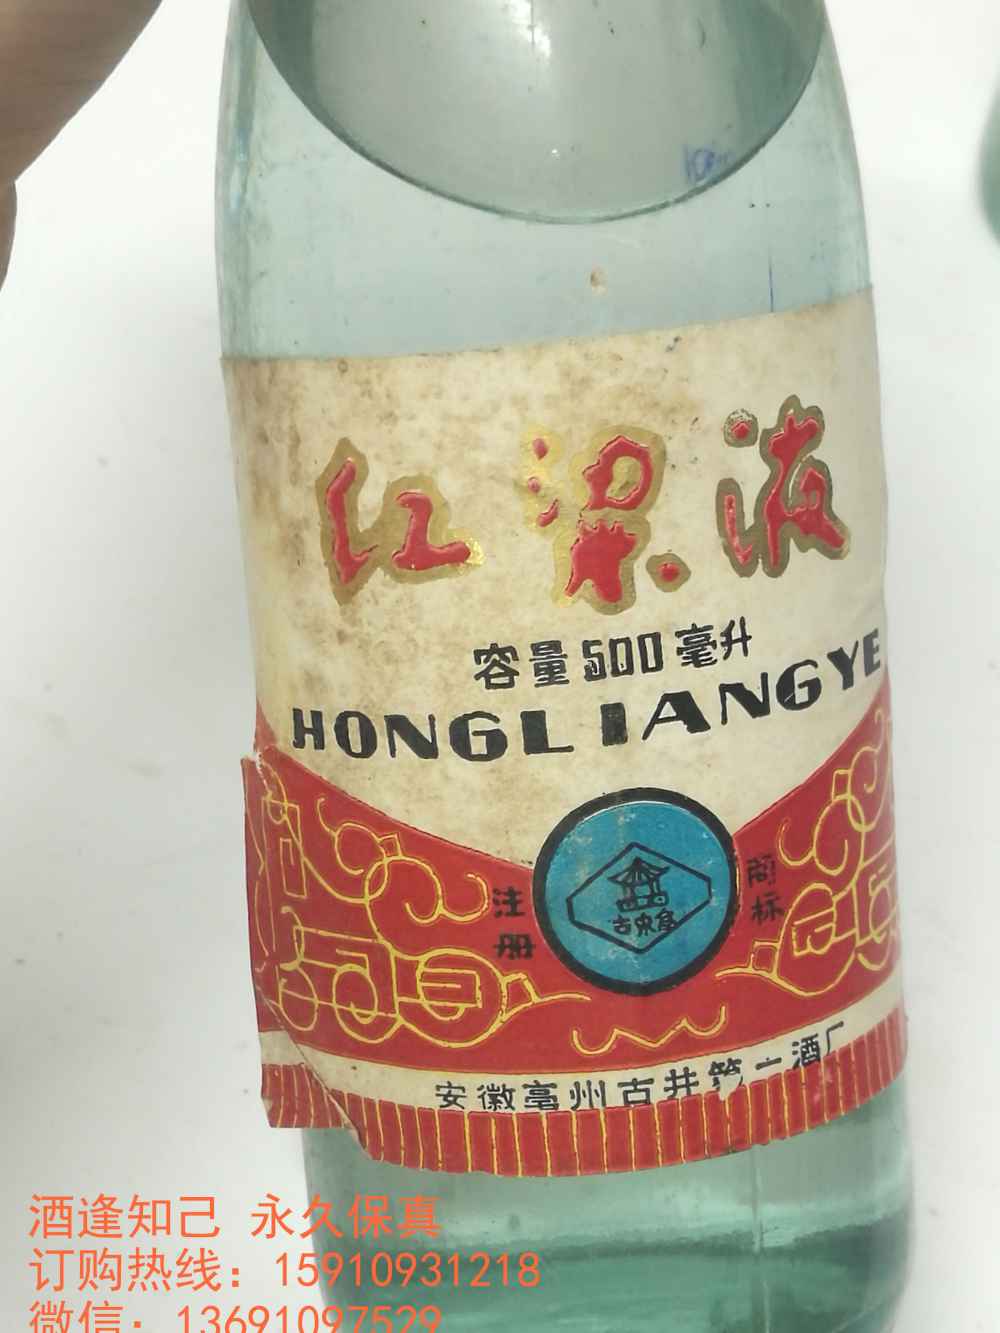 红梁液
容量500毫升
HONGLIANGYE
注册
商标
古泉亭
安徽亳州古井第一酒厂
酒逢知己 永久保真
订购热线：15910931218
微信：13691097529